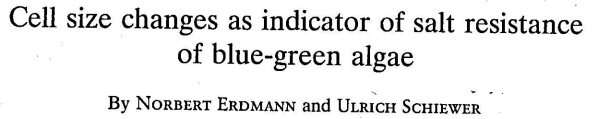 Cell size changes as indicator of salt resistance
of blue-green algae
By NORBERT ERDMANN and ULRICH SCHIEWER